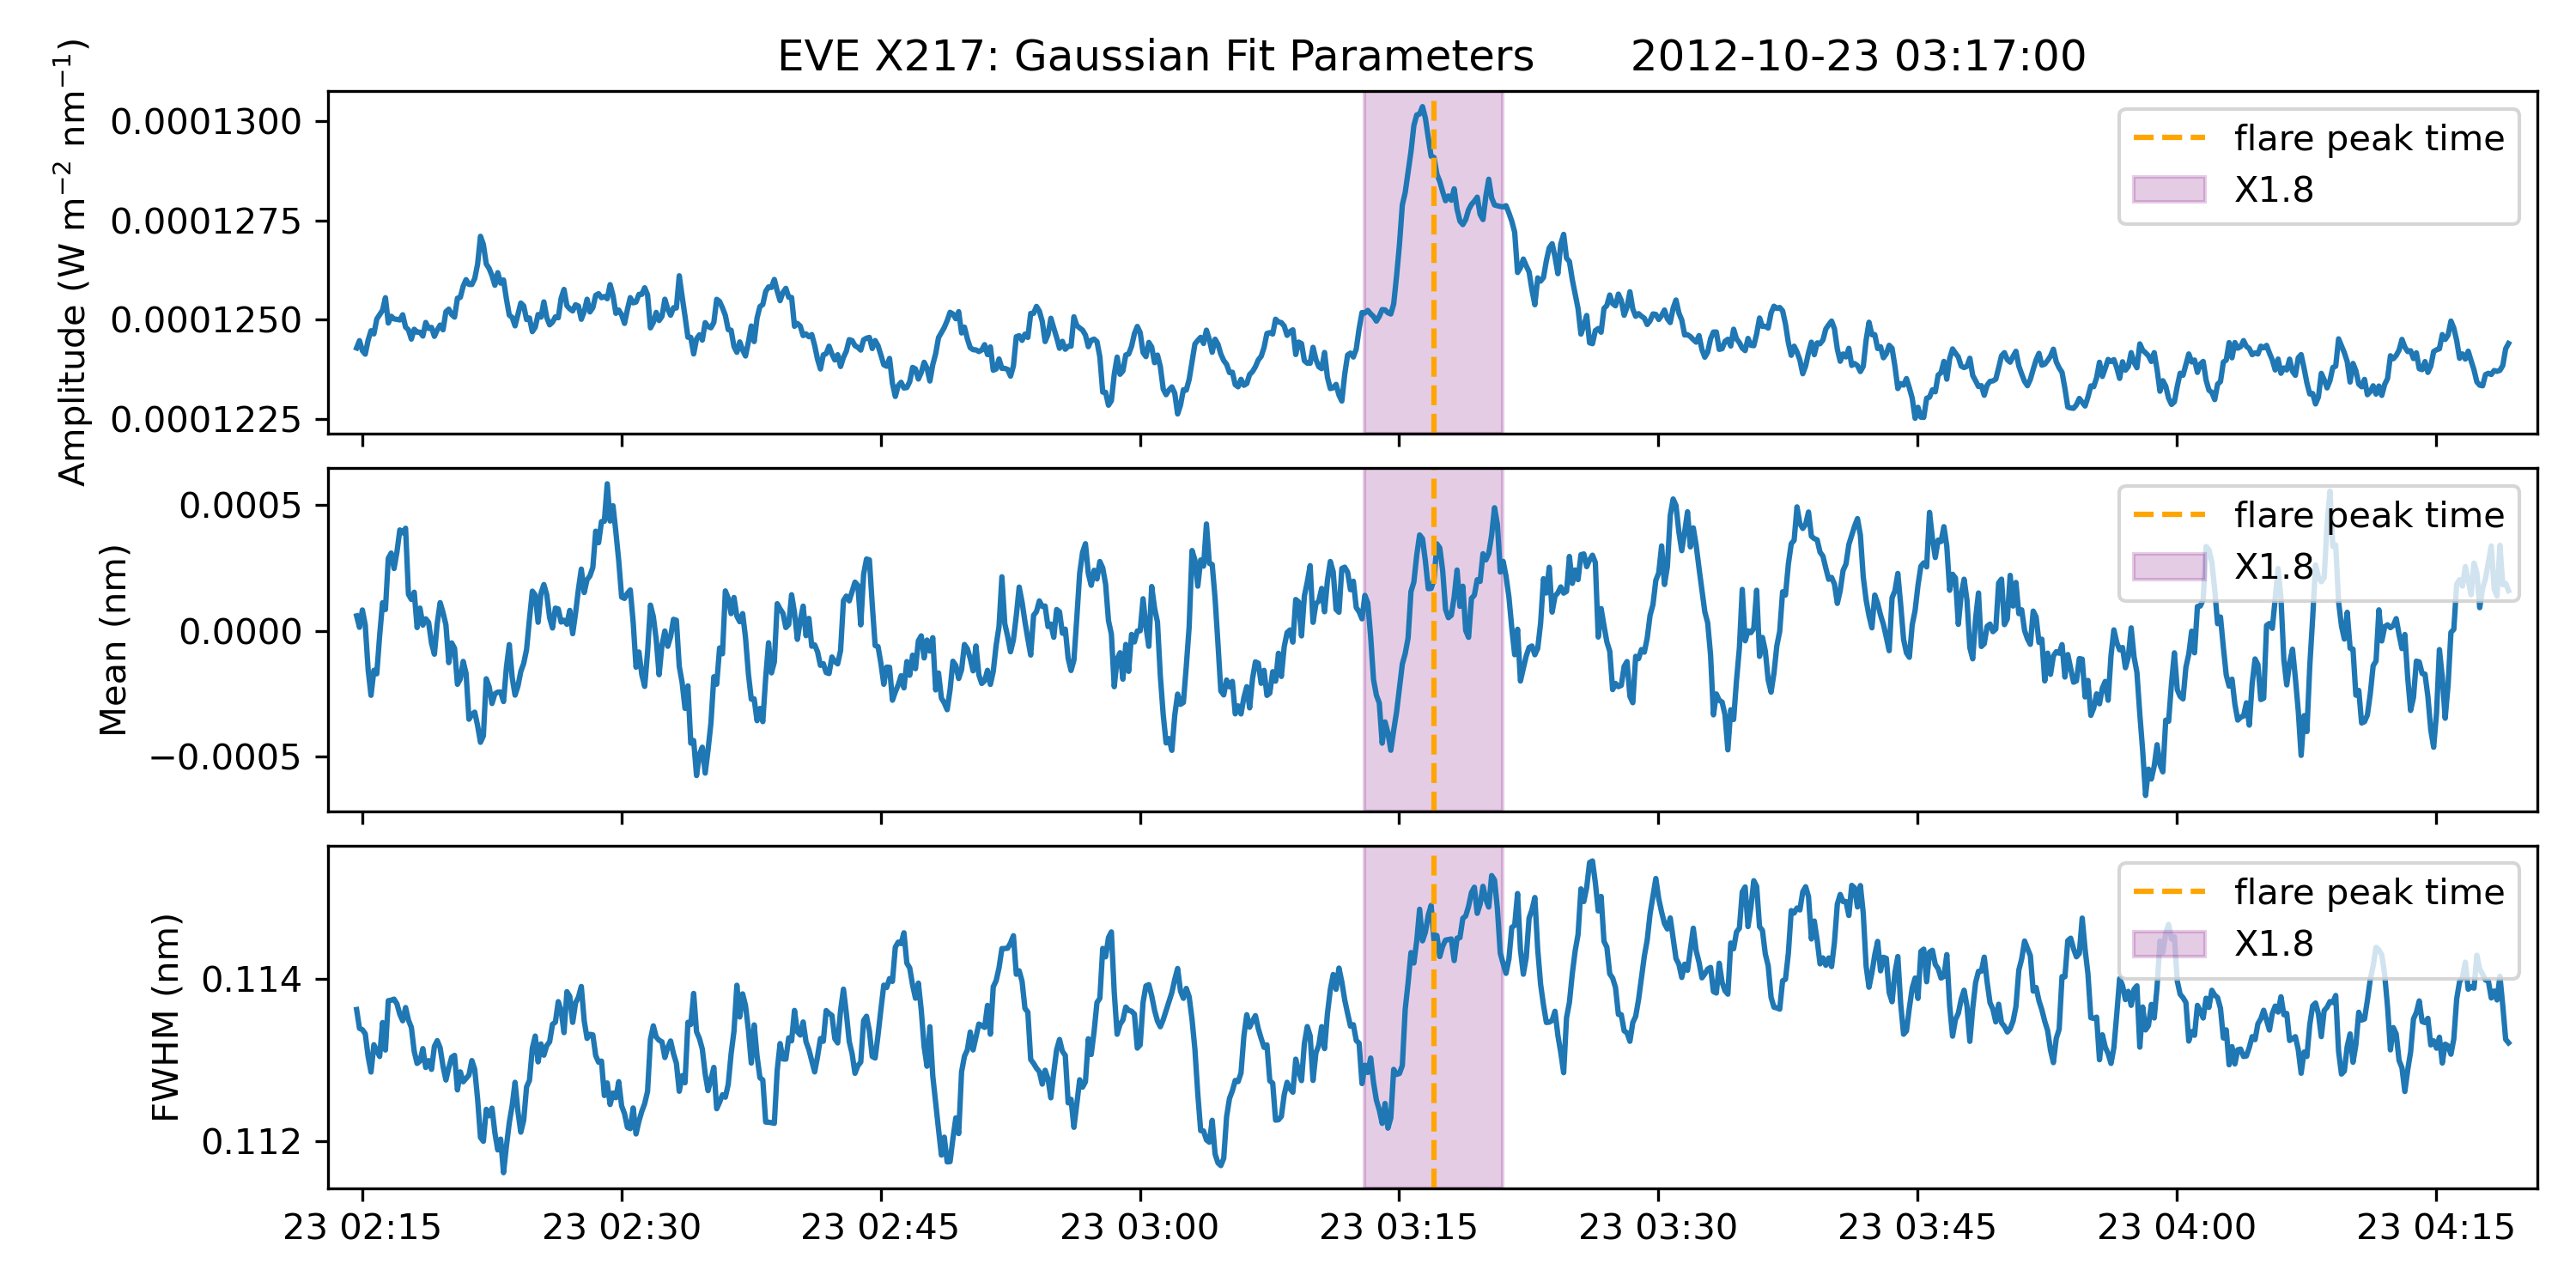 EVE X217: Gaussian Fit Parameters 2012-10-23 03:17:00
Amplitude (W m⁻² nm⁻¹)
0.0001300
0.0001275
0.0001250
0.0001225
flare peak time
X1.8
Mean (nm)
0.0005
0.0000
−0.0005
flare peak time
X1.8
FWHM (nm)
0.114
0.112
flare peak time
X1.8
23 02:15 23 02:30 23 02:45 23 03:00 23 03:15 23 03:30 23 03:45 23 04:00 23 04:15